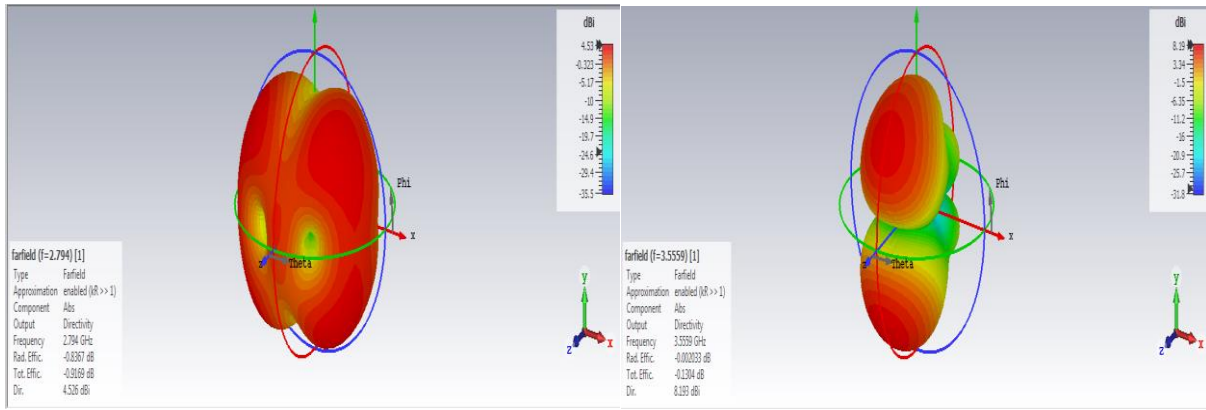 dBi
4.53
-0.323
-5.17
-10
-14.9
-19.7
-24.6
-29.4
-35.5
Phi
x
z
Theta
farfield (f=2.794) [1]
Type Farfield
Approximation enabled (kR >> 1)
Component Abs
Output Directivity
Frequency 2.794 GHz
Rad. Effic. -0.8367 dB
Tot. Effic. -0.9169 dB
Dir. 4.526 dBi
y
x
z
dBi
8.19
3.34
-1.5
-6.35
-11.2
-16
-20.9
-25.7
-31.8
Phi
x
z
Theta
farfield (f=3.5559) [1]
Type Farfield
Approximation enabled (kR >> 1)
Component Abs
Output Directivity
Frequency 3.5559 GHz
Rad. Effic. -0.002033 dB
Tot. Effic. -0.1304 dB
Dir. 8.193 dBi
y
x
z